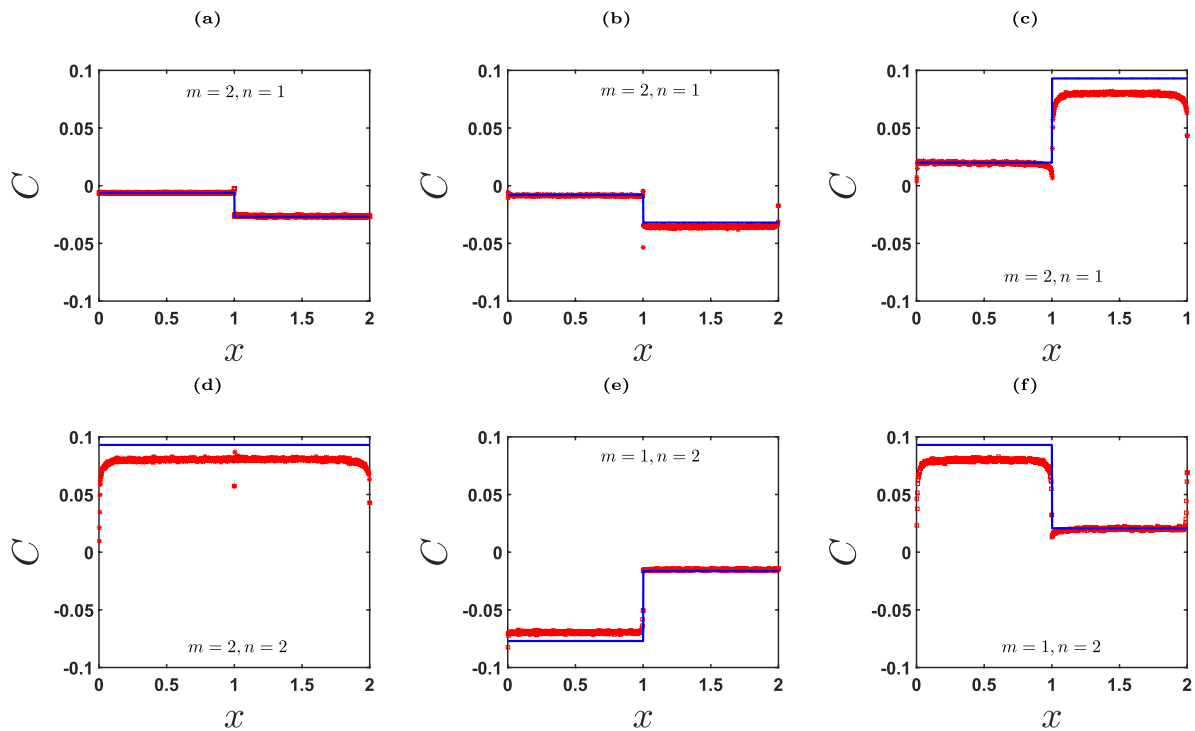 (a) (b) (c)
0.1 0.1 0.1
m = 2, n = 1 m = 2, n = 1
0.05 0.05 0.05
C 0 C 0 C 0
-0.05 -0.05 -0.05
m = 2, n = 1
-0.1 -0.1 -0.1
0 0.5 1 1.5 2 0 0.5 1 1.5 2 0 0.5 1 1.5 1
x x x
(d) (e) (f)
0.1 0.1 0.1
m = 1, n = 2
0.05 0.05 0.05
C 0 C 0 C 0
-0.05 -0.05 -0.05
m = 2, n = 2 m = 1, n = 2
-0.1 -0.1 -0.1
0 0.5 1 1.5 2 0 0.5 1 1.5 2 0 0.5 1 1.5 2
x x x